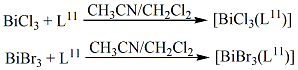 BiCl₃ + L¹¹ CH₃CN/CH₂Cl₂ → [BiCl₃(L¹¹)]
BiBr₃ + L¹¹ CH₃CN/CH₂Cl₂ → [BiBr₃(L¹¹)]